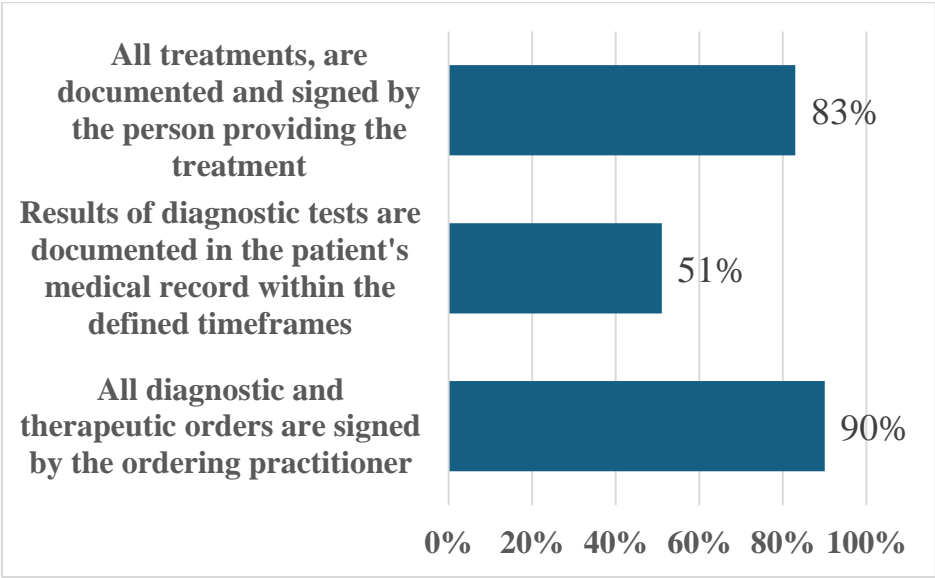 All treatments, are
documented and signed by
the person providing the
treatment
83%
Results of diagnostic tests are
documented in the patient's
medical record within the
defined timeframes
51%
All diagnostic and
therapeutic orders are signed
by the ordering practitioner
90%
0% 20% 40% 60% 80% 100%